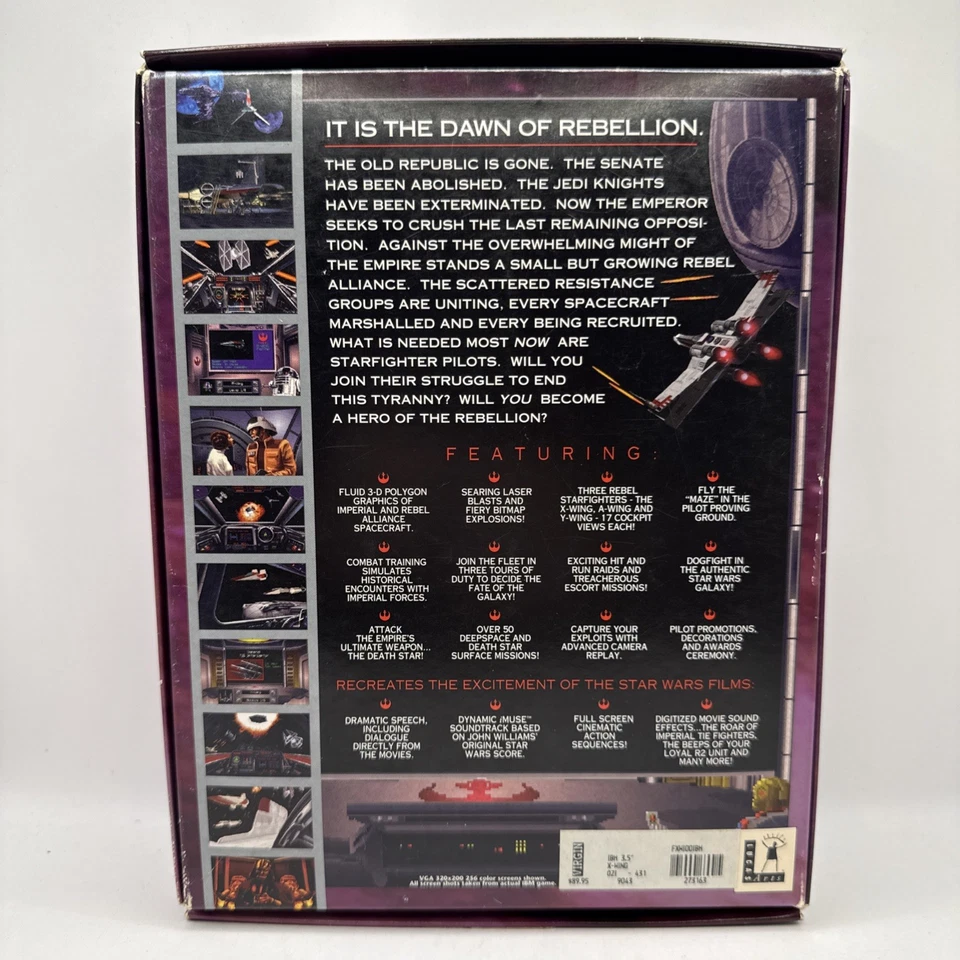 IT IS THE DAWN OF REBELLION.
THE OLD REPUBLIC IS GONE. THE SENATE
HAS BEEN ABOLISHED. THE JEDI KNIGHTS
HAVE BEEN EXTERMINATED. NOW THE EMPEROR
SEEKS TO CRUSH THE LAST REMAINING OPPOSI-
TION. AGAINST THE OVERWHELMING MIGHT OF
THE EMPIRE STANDS A SMALL BUT GROWING REBEL
ALLIANCE. THE SCATTERED RESISTANCE
GROUPS ARE UNITING, EVERY SPACECRAFT
MARSHALLED AND EVERY BEING RECRUITED.
WHAT IS NEEDED MOST NOW ARE
STARFIGHTER PILOTS. WILL YOU
JOIN THEIR STRUGGLE TO END
THIS TYRANNY? WILL YOU BECOME
A HERO OF THE REBELLION?
FEATURING:
FLUID 3-D POLYGON
GRAPHICS OF
IMPERIAL AND REBEL
ALLIANCE
SPACECRAFT.
SEARING LASER
BLASTS AND
FIERY BITMAP
EXPLOSIONS!
THREE REBEL
STARFIGHTERS - THE
X-WING, A-WING AND
Y-WING - 17 COCKPIT
VIEWS EACH!
FLY THE
"MAZE" IN THE
PILOT PROVING
GROUND.
COMBAT TRAINING
SIMULATES
HISTORICAL
ENCOUNTERS WITH
IMPERIAL FORCES.
JOIN THE FLEET IN
THREE TOURS OF
DUTY TO DECIDE THE
FATE OF THE
GALAXY!
EXCITING HIT AND
RUN RAIDS AND
TREACHEROUS
ESCORT MISSIONS!
DOGFIGHT IN
THE AUTHENTIC
STAR WARS
GALAXY!
ATTACK
THE EMPIRE'S
ULTIMATE WEAPON...
THE DEATH STAR!
OVER 50
DEEPSPACE AND
DEATH STAR
SURFACE MISSIONS!
CAPTURE YOUR
EXPLOITS WITH
ADVANCED CAMERA
REPLAY.
PILOT PROMOTIONS,
DECORATIONS
AND AWARDS
CEREMONY.
RECREATES THE EXCITEMENT OF THE STAR WARS FILMS:
DRAMATIC SPEECH,
INCLUDING
DIALOGUE
DIRECTLY FROM
THE MOVIES.
DYNAMIC iMUSE™
SOUNDTRACK BASED
ON JOHN WILLIAMS'
ORIGINAL STAR
WARS SCORE.
FULL SCREEN
CINEMATIC
ACTION
SEQUENCES!
DIGITIZED MOVIE SOUND
EFFECTS...THE ROAR OF
IMPERIAL TIE FIGHTERS,
THE BEEPS OF YOUR
LOYAL R2 UNIT AND
MANY MORE!
VGA 320x200 256 color screens shown.
All screen shots taken from actual IBM game.
VIRGIN
$89.95
IBM 3.5"
X-WING
021 - 4X1
9043
FXWODIBM
27X163
LUCAS
ARTS